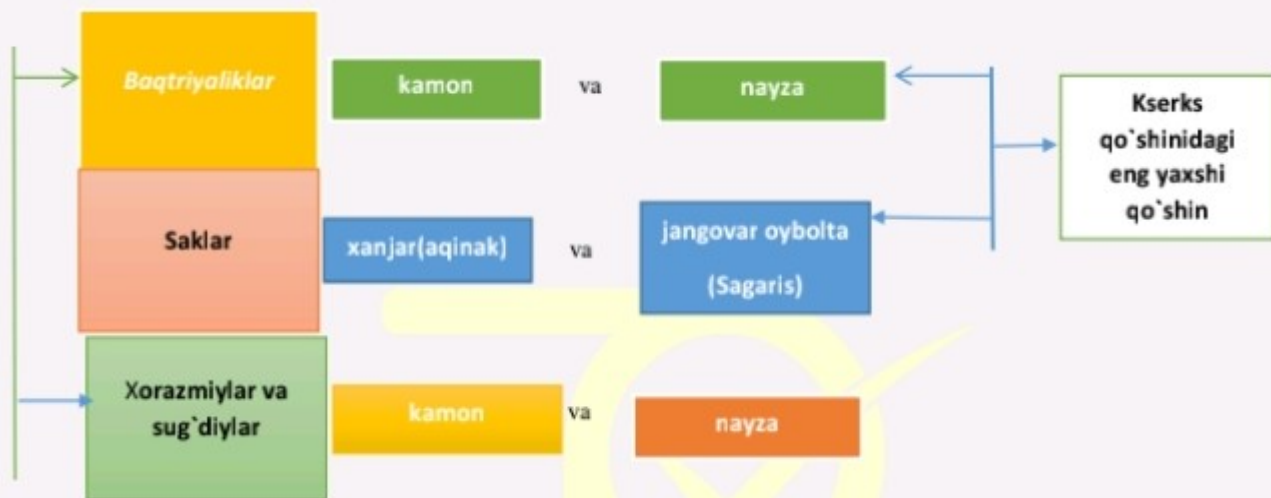 Baqtriyaliklar
kamon
va
nayza
Kserks
qo`shinidagi
eng yaxshi
qo`shin
Saklar
xanjar(aqinak)
va
jangovar oybolta
(Sagaris)
Xorazmiylar va
sug`diylar
kamon
va
nayza